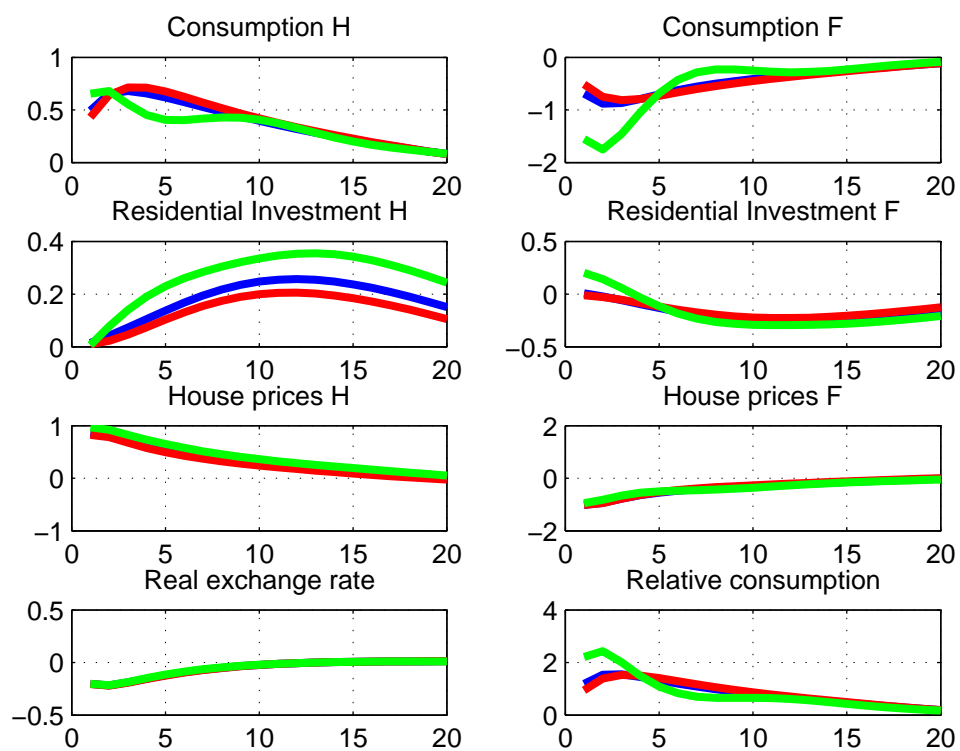 Consumption H
Consumption F
1
0.5
0
0 5 10 15 20
0
−1
−2
0 5 10 15 20
Residential Investment H
Residential Investment F
0.4
0.2
0
0 5 10 15 20
0.5
0
−0.5
0 5 10 15 20
House prices H
House prices F
1
0
−1
0 5 10 15 20
2
0
−2
0 5 10 15 20
Real exchange rate
Relative consumption
0.5
0
−0.5
0 5 10 15 20
4
2
0
0 5 10 15 20